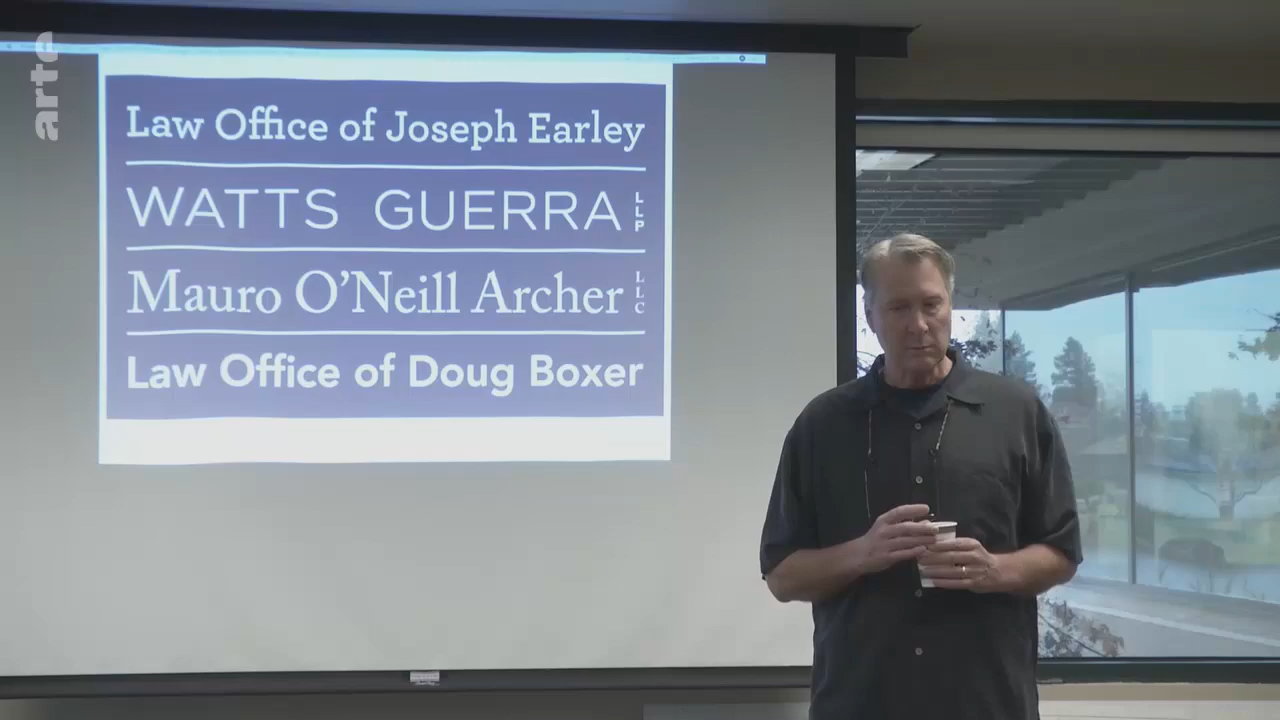 arte
Law Office of Joseph Earley
WATTS GUERRA LLP
Mauro O'Neill Archer LLC
Law Office of Doug Boxer